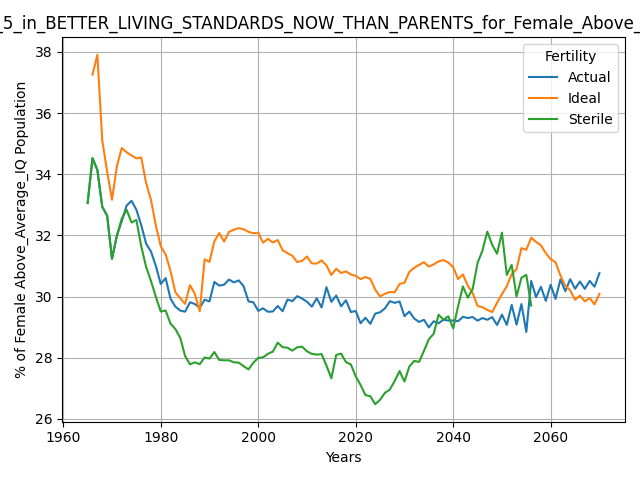 _5_in_BETTER_LIVING_STANDARDS_NOW_THAN_PARENTS_for_Female_Above_
Fertility
Actual
Ideal
Sterile
% of Female Above_Average_IQ Population
38
36
34
32
30
28
26
1960
1980
2000
2020
2040
2060
Years